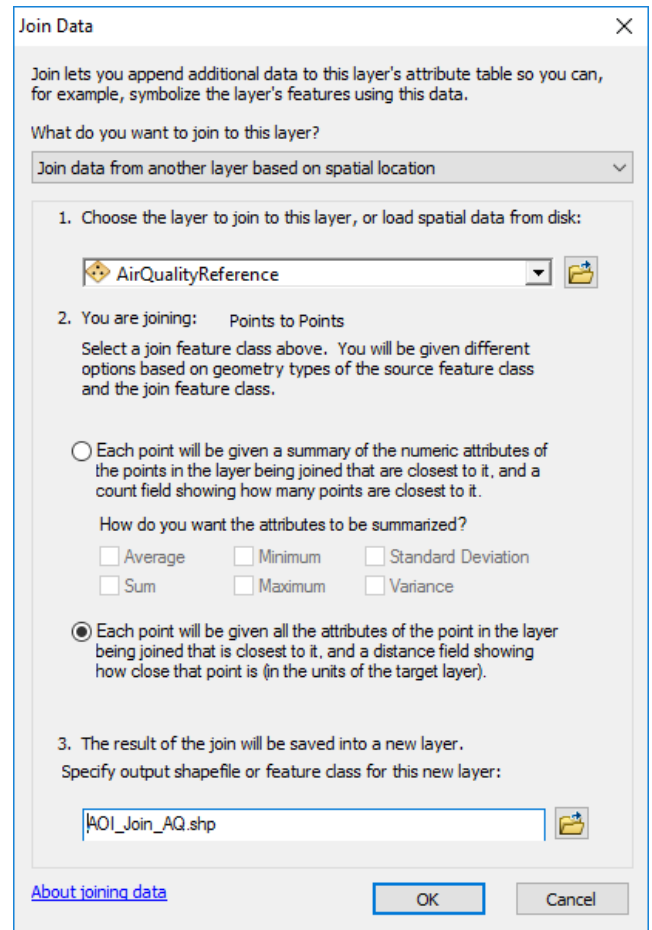 Join Data
Join lets you append additional data to this layer's attribute table so you can,
for example, symbolize the layer's features using this data.
What do you want to join to this layer?
Join data from another layer based on spatial location
1. Choose the layer to join to this layer, or load spatial data from disk:
AirQualityReference
2. You are joining: Points to Points
Select a join feature class above. You will be given different
options based on geometry types of the source feature class
and the join feature class.
Each point will be given a summary of the numeric attributes of
the points in the layer being joined that are closest to it, and a
count field showing how many points are closest to it.
How do you want the attributes to be summarized?
Average Minimum Standard Deviation
Sum Maximum Variance
Each point will be given all the attributes of the point in the layer
being joined that is closest to it, and a distance field showing
how close that point is (in the units of the target layer).
3. The result of the join will be saved into a new layer.
Specify output shapefile or feature class for this new layer:
AOI_Join_AQ.shp
About joining data OK Cancel